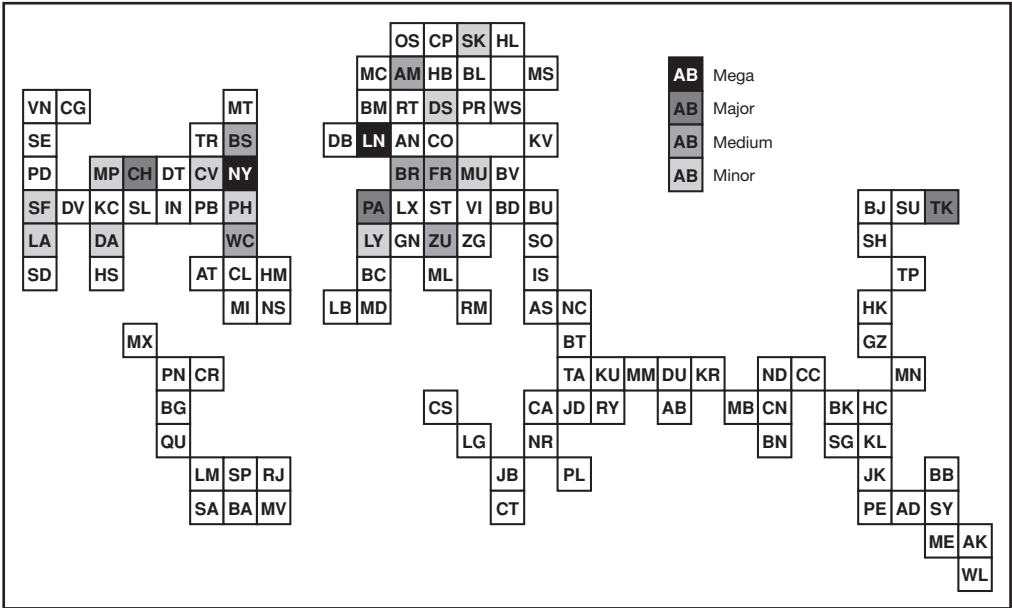 OS CP SK HL
MC AM HB BL MS
AB Mega
VN CG MT BM RT DS PR WS
AB Major
SE TR BS DB LN AN CO KV
AB Medium
PD MP CH DT CV NY BR FR MU BV
AB Minor
SF DV KC SL IN PB PH PA LX ST VI BD BU BJ SU TK
LA DA WC LY GN ZU ZG SO SH
SD HS AT CL HM BC ML IS TP
MI NS LB MD RM AS NC HK
MX BT GZ
PN CR TA KU MM DU KR ND CC MN
BG CS CA JD RY AB MB CN BK HC
QU LG NR BN SG KL
LM SP RJ JB PL JK BB
SA BA MV CT PE AD SY
ME AK
WL